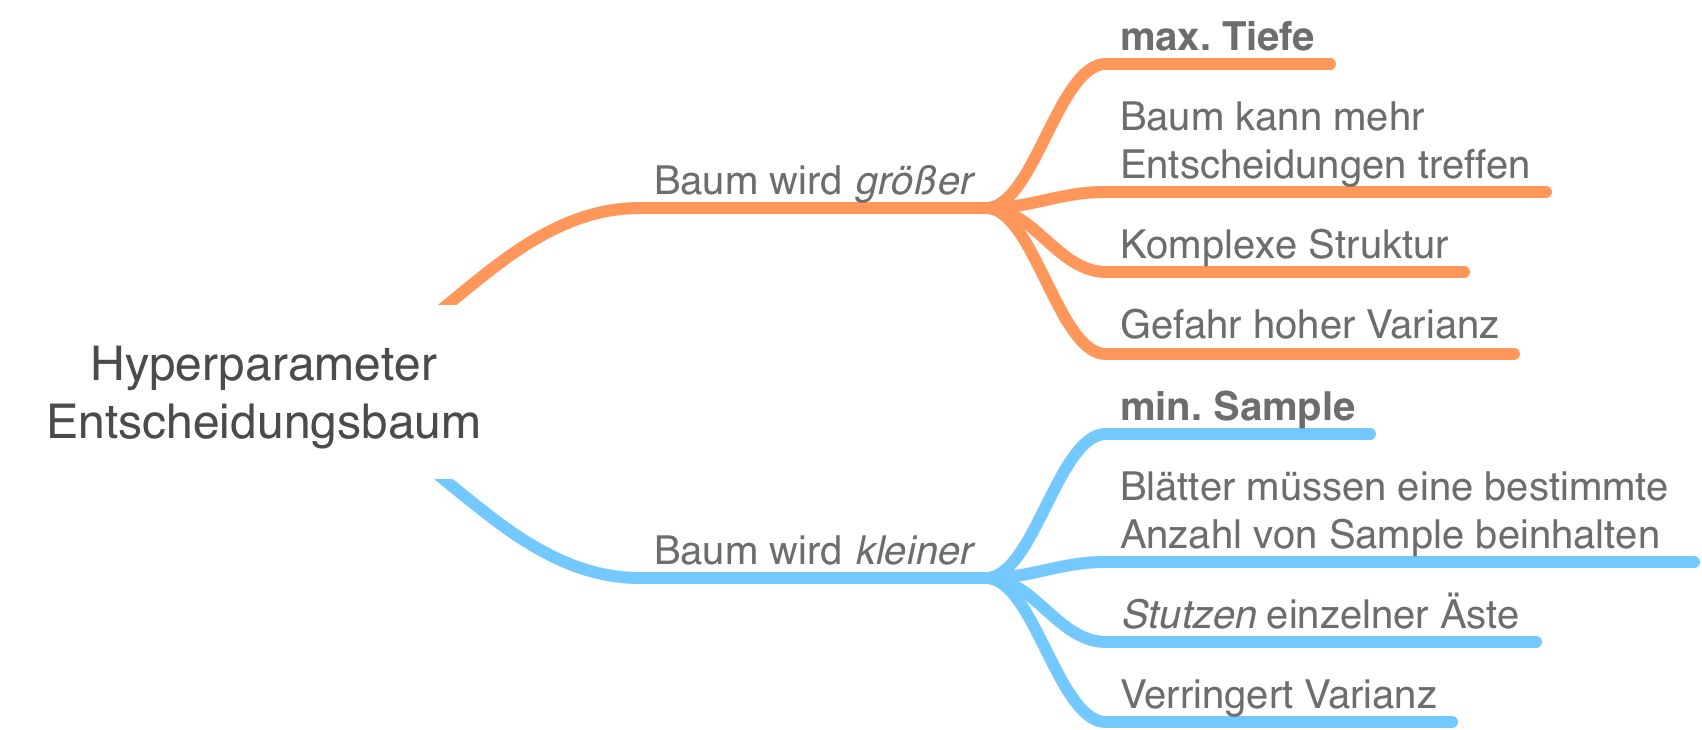 Hyperparameter
Entscheidungsbaum
Baum wird größer
max. Tiefe
Baum kann mehr
Entscheidungen treffen
Komplexe Struktur
Gefahr hoher Varianz
Baum wird kleiner
min. Sample
Blätter müssen eine bestimmte
Anzahl von Sample beinhalten
Stutzen einzelner Äste
Verringert Varianz